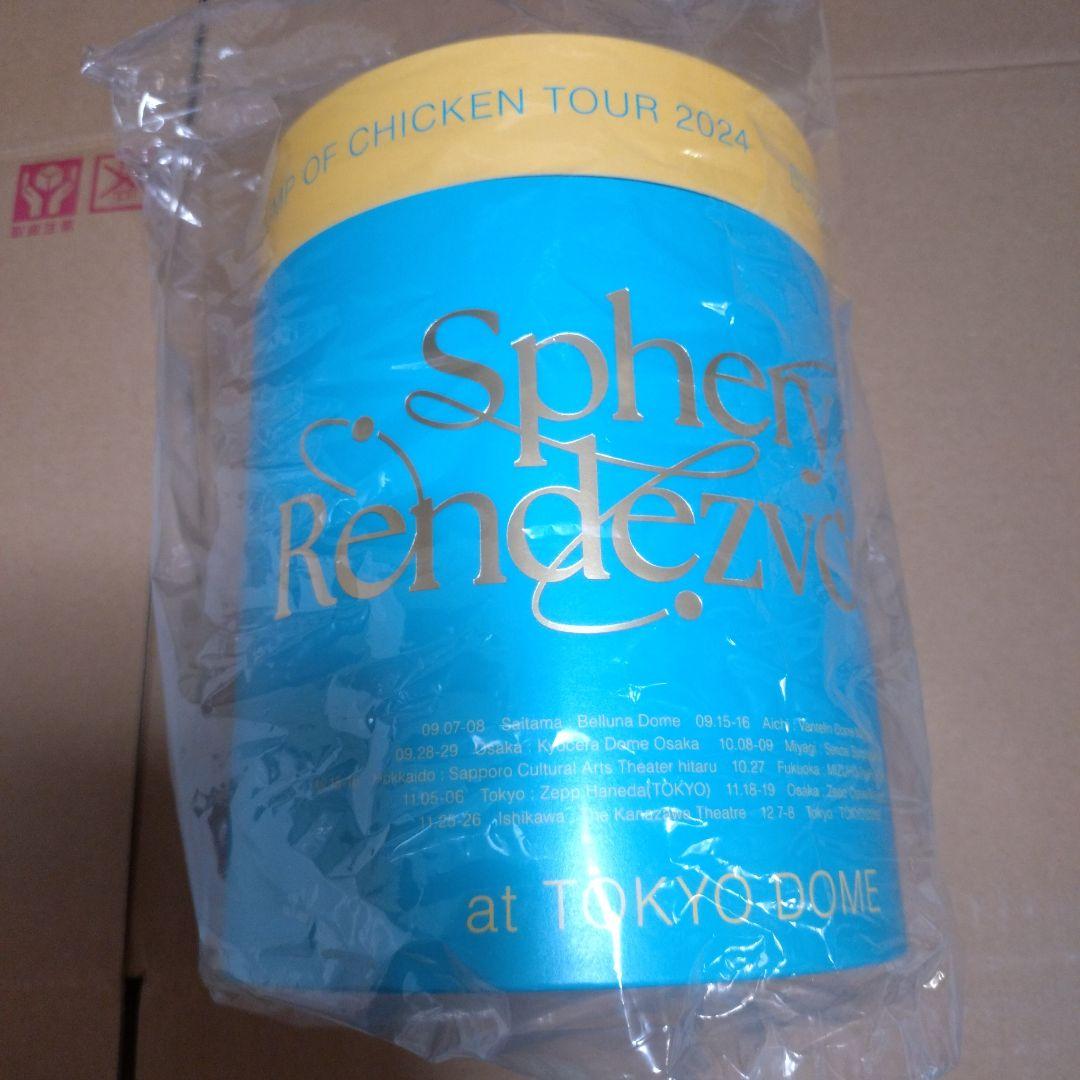 OF CHICKEN TOUR 2024
Sphery
Rendezvo
09.07-08 Saitama : Belluna Dome 09.15-16 Aichi : Vantelin Dome
09.28-29 Osaka : Kyocera Dome Osaka 10.08-09 Miyagi :
Hokkaido : Sapporo Cultural Arts Theater hitaru 10.27 Fukuoka :
11.05-06 Tokyo : Zepp Haneda(TOKYO) 11.18-19 Osaka : Zepp
11.25-26 Ishikawa : The Kanazawa Theatre 12 7-8 Tokyo
at TOKYO DOME